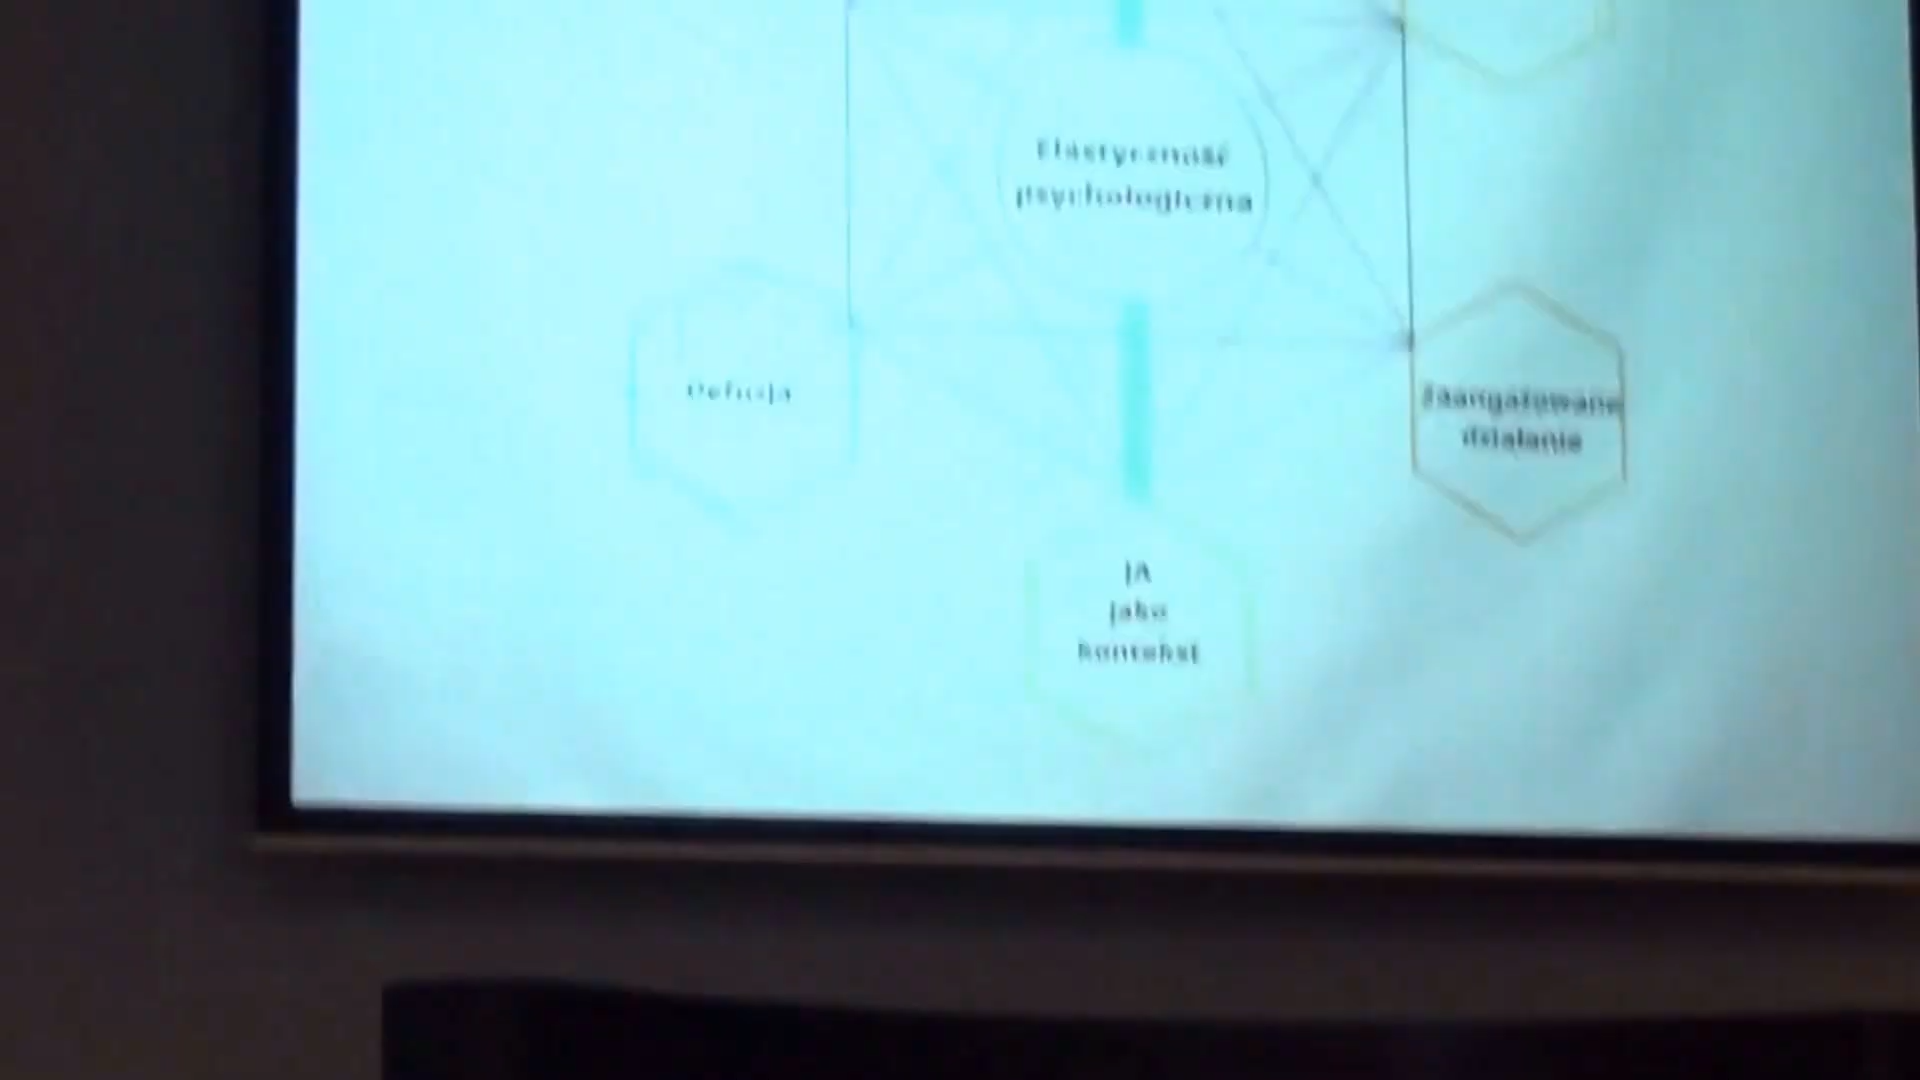 Elastyczność
psychologiczna
Defuzja
Zaangażowane
działanie
JA
jako
kontekst